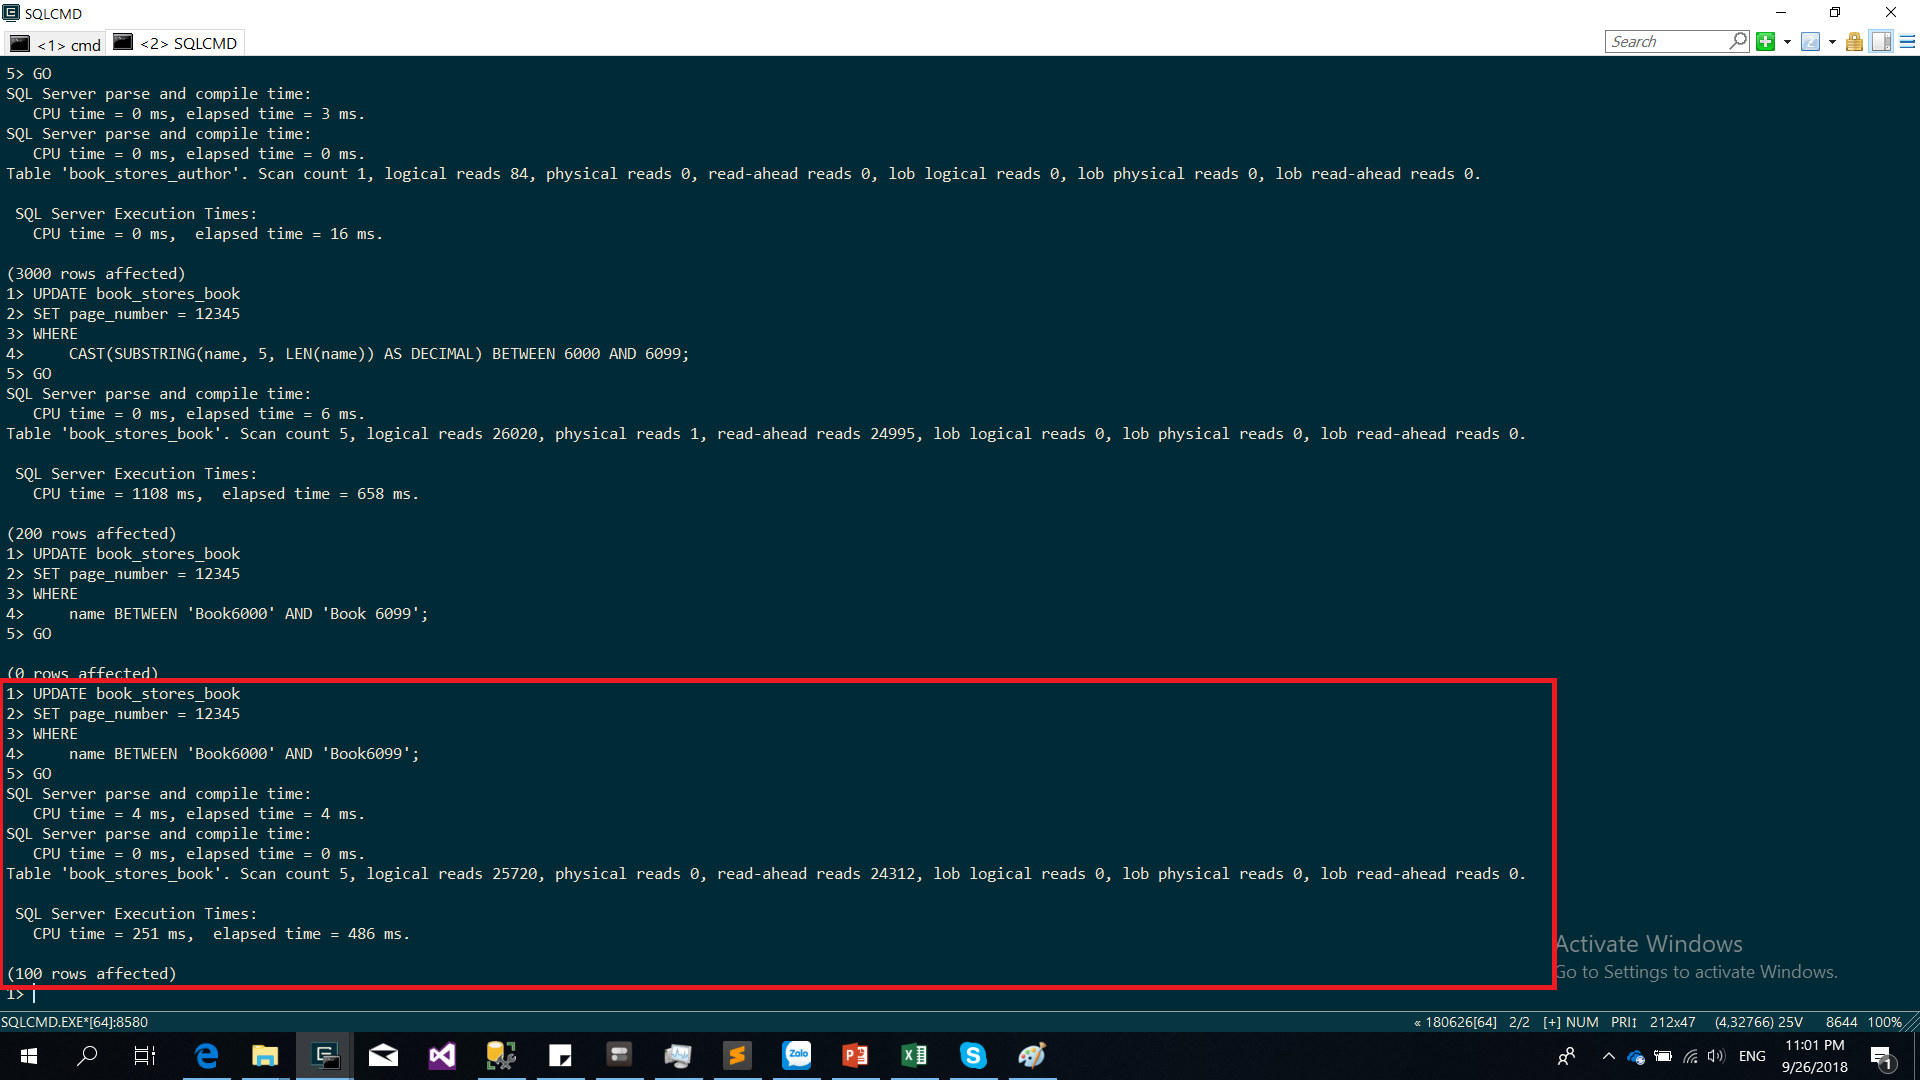 SQLCMD
<1> cmd
<2> SQLCMD
Search
5> GO
SQL Server parse and compile time:
   CPU time = 0 ms, elapsed time = 3 ms.
SQL Server parse and compile time:
   CPU time = 0 ms, elapsed time = 0 ms.
Table 'book_stores_author'. Scan count 1, logical reads 84, physical reads 0, read-ahead reads 0, lob logical reads 0, lob physical reads 0, lob read-ahead reads 0.
 SQL Server Execution Times:
   CPU time = 0 ms,  elapsed time = 16 ms.
(3000 rows affected)
1> UPDATE book_stores_book
2> SET page_number = 12345
3> WHERE
4>     CAST(SUBSTRING(name, 5, LEN(name)) AS DECIMAL) BETWEEN 6000 AND 6099;
5> GO
SQL Server parse and compile time:
   CPU time = 0 ms, elapsed time = 6 ms.
Table 'book_stores_book'. Scan count 5, logical reads 26020, physical reads 1, read-ahead reads 24995, lob logical reads 0, lob physical reads 0, lob read-ahead reads 0.
 SQL Server Execution Times:
   CPU time = 1108 ms,  elapsed time = 658 ms.
(200 rows affected)
1> UPDATE book_stores_book
2> SET page_number = 12345
3> WHERE
4>     name BETWEEN 'Book6000' AND 'Book 6099';
5> GO
(0 rows affected)
1> UPDATE book_stores_book
2> SET page_number = 12345
3> WHERE
4>     name BETWEEN 'Book6000' AND 'Book6099';
5> GO
SQL Server parse and compile time:
   CPU time = 4 ms, elapsed time = 4 ms.
SQL Server parse and compile time:
   CPU time = 0 ms, elapsed time = 0 ms.
Table 'book_stores_book'. Scan count 5, logical reads 25720, physical reads 0, read-ahead reads 24312, lob logical reads 0, lob physical reads 0, lob read-ahead reads 0.
 SQL Server Execution Times:
   CPU time = 251 ms,  elapsed time = 486 ms.
(100 rows affected)
1>
Activate Windows
Go to Settings to activate Windows.
SQLCMD.EXE*[64]:8580
« 180626[64] 2/2 [+] NUM PRI↕ 212x47 (4,32766) 25V 8644 100%
Zalo
ENG
11:01 PM
9/26/2018
1